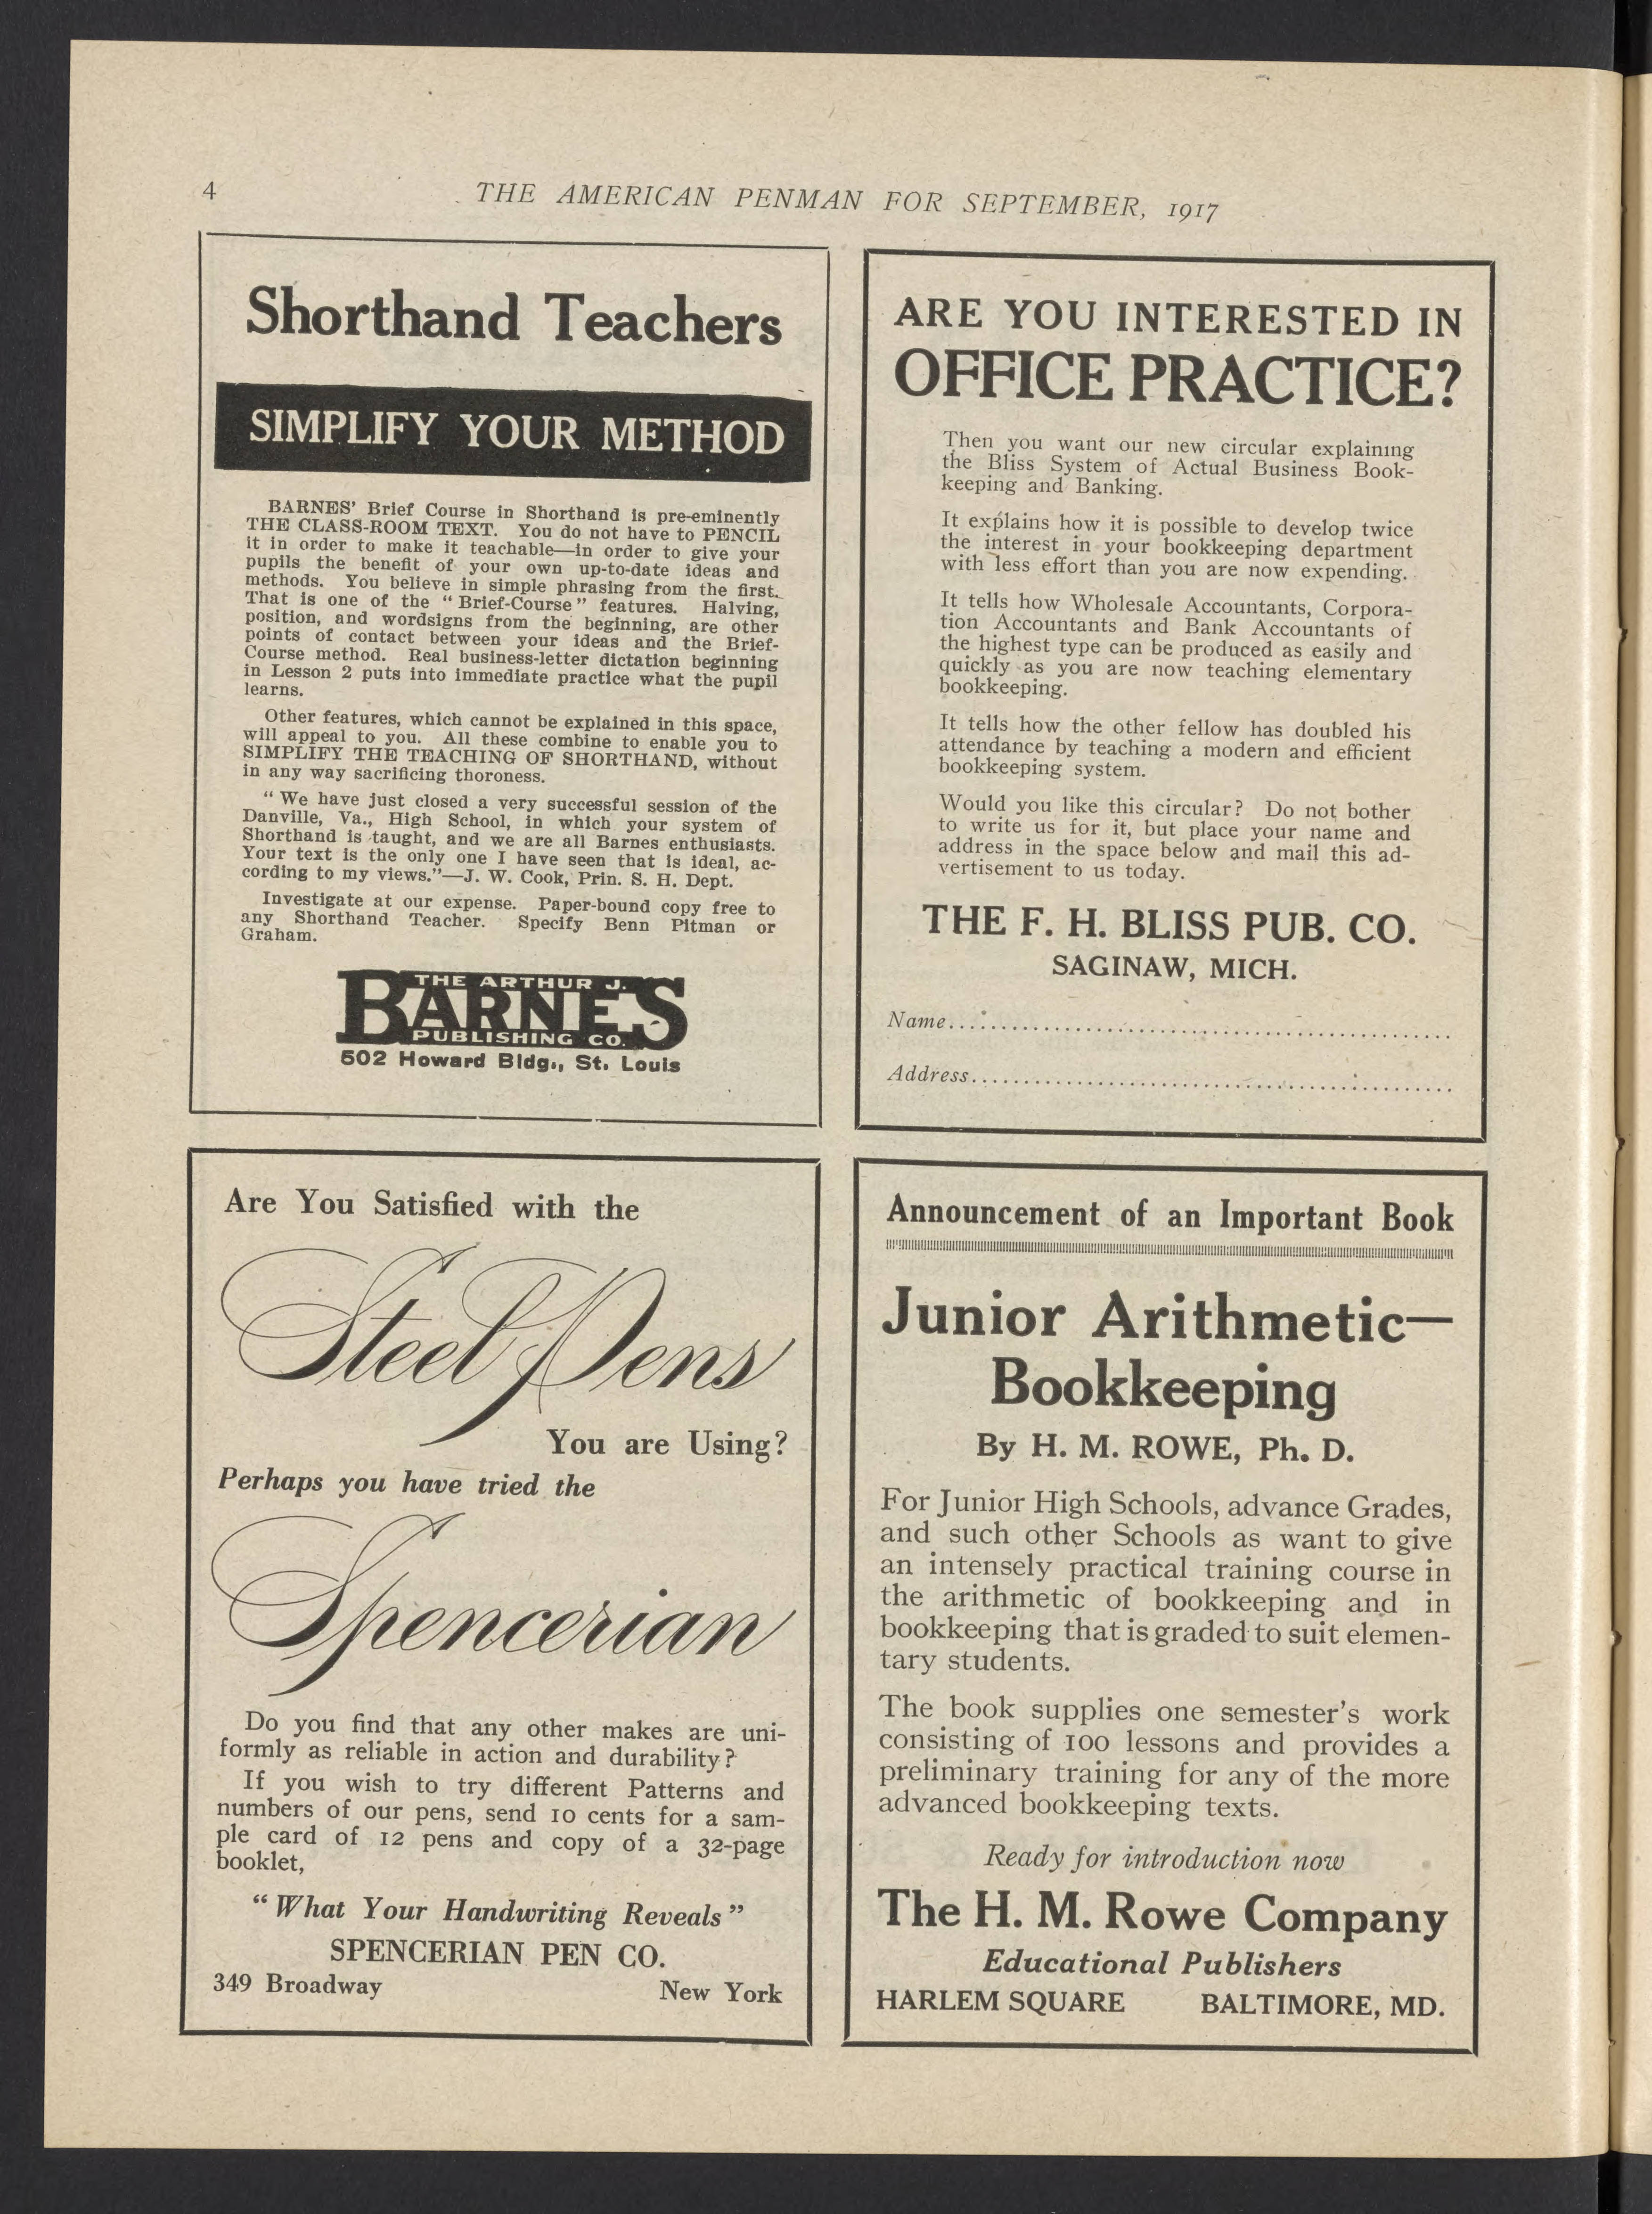 4
THE AMERICAN PENMAN FOR SEPTEMBER, 1917
Shorthand Teachers
SIMPLIFY YOUR METHOD
BARNES' Brief Course in Shorthand is pre-eminently
THE CLASS-ROOM TEXT. You do not have to PENCIL
it in order to make it teachable—in order to give your
pupils the benefit of your own up-to-date ideas and
methods. You believe in simple phrasing from the first.
That is one of the "Brief-Course" features. Halving,
position, and wordsigns from the beginning, are other
points of contact between your ideas and the Brief-
Course method. Real business-letter dictation beginning
in Lesson 2 puts into immediate practice what the pupil
learns.
Other features, which cannot be explained in this space,
will appeal to you. All these combine to enable you to
SIMPLIFY THE TEACHING OF SHORTHAND, without
in any way sacrificing thoroness.
"We have just closed a very successful session of the
Danville, Va., High School, in which your system of
Shorthand is taught, and we are all Barnes enthusiasts.
Your text is the only one I have seen that is ideal, ac-
cording to my views."—J. W. Cook, Prin. S. H. Dept.
Investigate at our expense. Paper-bound copy free to
any Shorthand Teacher. Specify Benn Pitman or
Graham.
THE ARTHUR J.
BARNES
PUBLISHING CO.
502 Howard Bldg., St. Louis
ARE YOU INTERESTED IN
OFFICE PRACTICE?
Then you want our new circular explaining
the Bliss System of Actual Business Book-
keeping and Banking.
It explains how it is possible to develop twice
the interest in your bookkeeping department
with less effort than you are now expending.
It tells how Wholesale Accountants, Corpora-
tion Accountants and Bank Accountants of
the highest type can be produced as easily and
quickly as you are now teaching elementary
bookkeeping.
It tells how the other fellow has doubled his
attendance by teaching a modern and efficient
bookkeeping system.
Would you like this circular? Do not bother
to write us for it, but place your name and
address in the space below and mail this ad-
vertisement to us today.
THE F. H. BLISS PUB. CO.
SAGINAW, MICH.
Name..................................................
Address...............................................
Are You Satisfied with the
Steel Pens
You are Using?
Perhaps you have tried the
Spencerian
Do you find that any other makes are uni-
formly as reliable in action and durability?
If you wish to try different Patterns and
numbers of our pens, send 10 cents for a sam-
ple card of 12 pens and copy of a 32-page
booklet,
"What Your Handwriting Reveals"
SPENCERIAN PEN CO.
349 Broadway New York
Announcement of an Important Book
Junior Arithmetic—
Bookkeeping
By H. M. ROWE, Ph. D.
For Junior High Schools, advance Grades,
and such other Schools as want to give
an intensely practical training course in
the arithmetic of bookkeeping and in
bookkeeping that is graded to suit elemen-
tary students.
The book supplies one semester's work
consisting of 100 lessons and provides a
preliminary training for any of the more
advanced bookkeeping texts.
Ready for introduction now
The H. M. Rowe Company
Educational Publishers
HARLEM SQUARE BALTIMORE, MD.